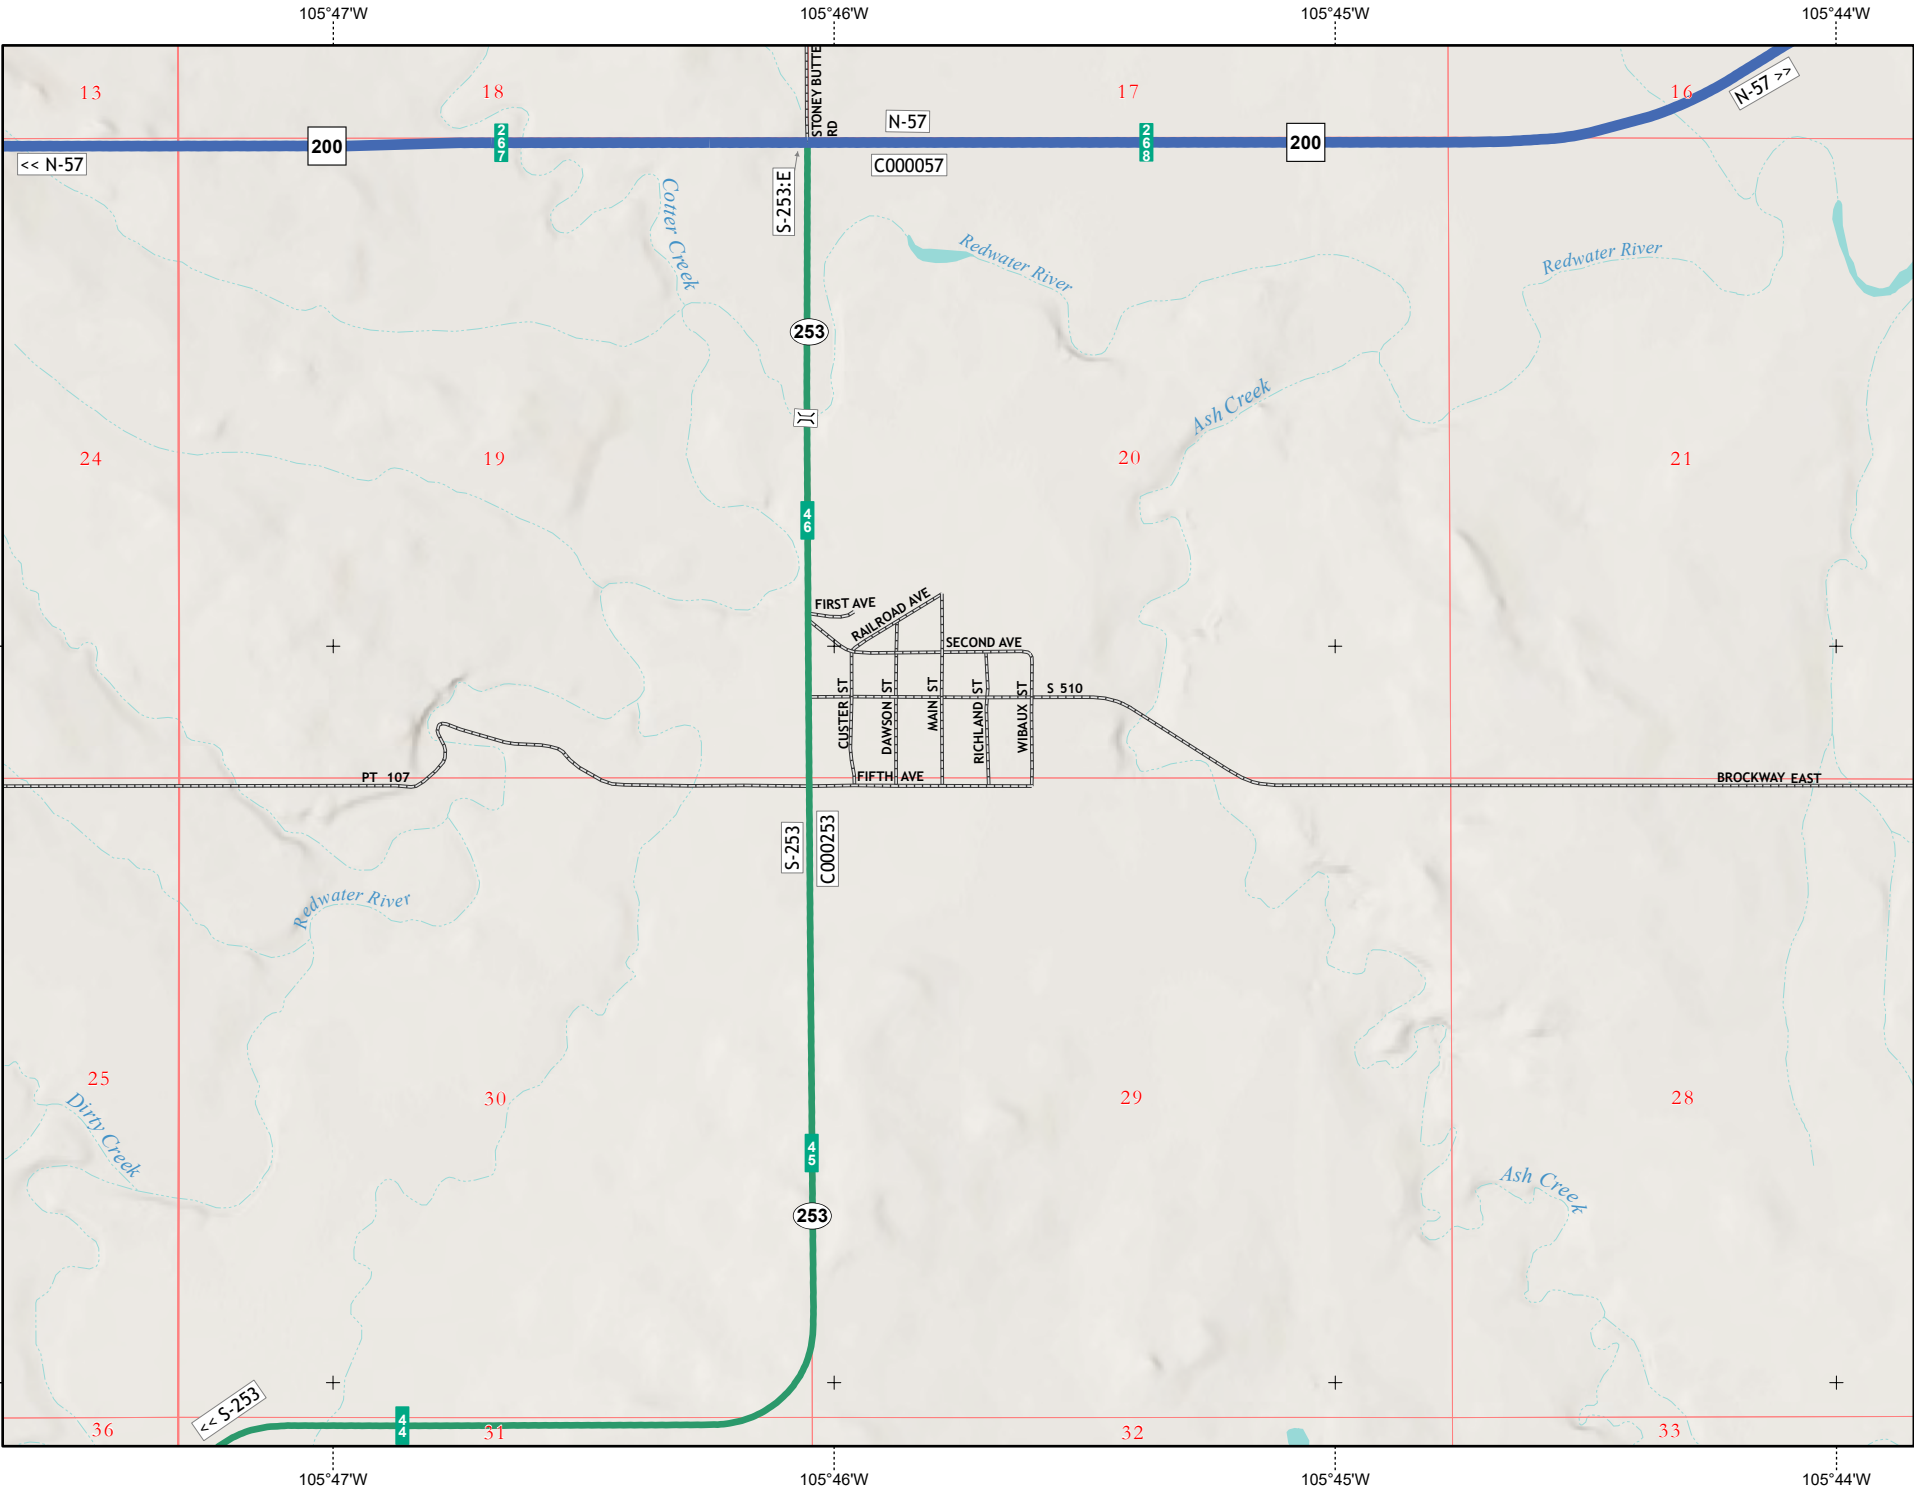 105°47'W
105°46'W
105°45'W
105°44'W
13
18
17
16
N-57 >>
STONEY BUTTE
RD
N-57
267
268
200
200
<< N-57
C000057
S-253:E
Cotter Creek
Redwater River
Redwater River
253
Ash Creek
24
19
20
21
46
FIRST AVE
RAILROAD AVE
SECOND AVE
S 510
CUSTER ST
DAWSON ST
MAIN ST
RICHLAND ST
WIBAUX ST
PT 107
FIFTH AVE
BROCKWAY EAST
S-253
C000253
Redwater River
25
30
29
28
Dirty Creek
45
Ash Creek
253
<< S-253
44
36
31
32
33
105°47'W
105°46'W
105°45'W
105°44'W